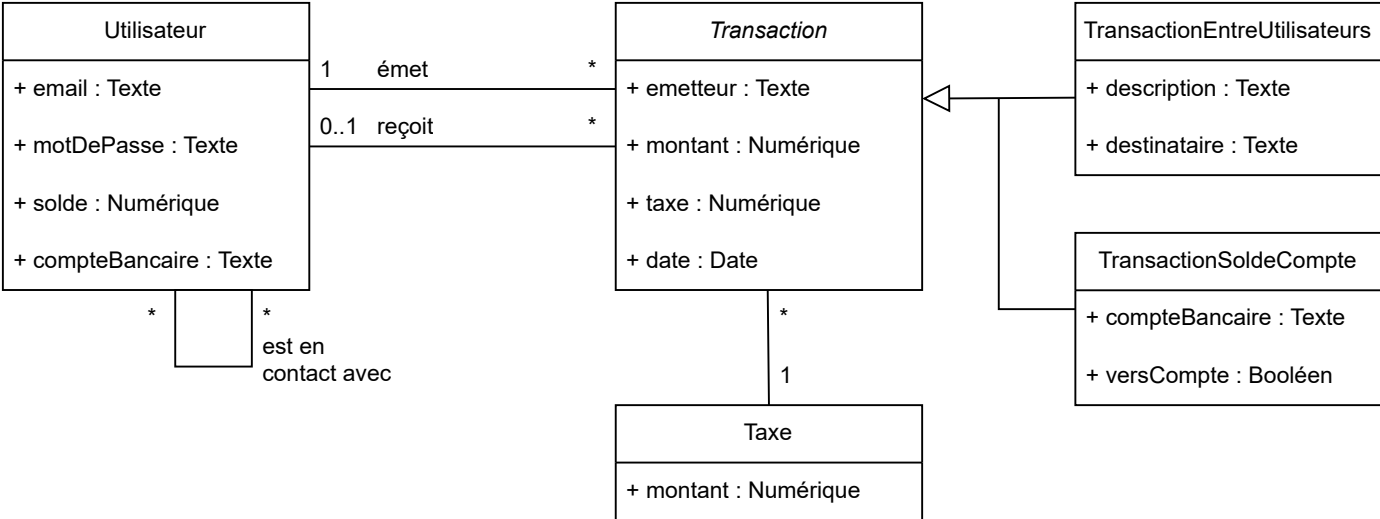 Utilisateur
+ email : Texte
+ motDePasse : Texte
+ solde : Numérique
+ compteBancaire : Texte
1 émet *
0..1 reçoit *
* *
est en
contact avec
Transaction
+ emetteur : Texte
+ montant : Numérique
+ taxe : Numérique
+ date : Date
*
1
Taxe
+ montant : Numérique
TransactionEntreUtilisateurs
+ description : Texte
+ destinataire : Texte
TransactionSoldeCompte
+ compteBancaire : Texte
+ versCompte : Booléen